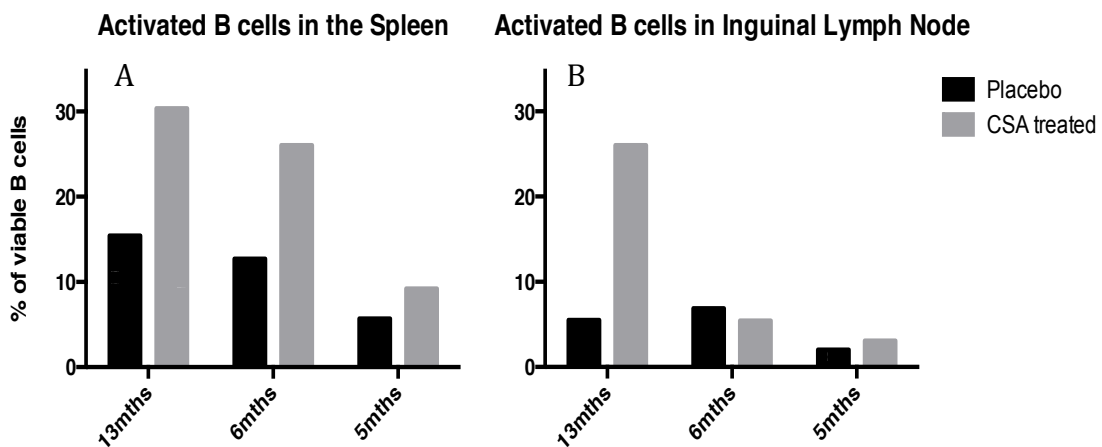 Activated B cells in the Spleen
Activated B cells in Inguinal Lymph Node
A
B
Placebo
CSA treated
% of viable B cells
30
20
10
0
13mths
6mths
5mths
30
20
10
0
13mths
6mths
5mths